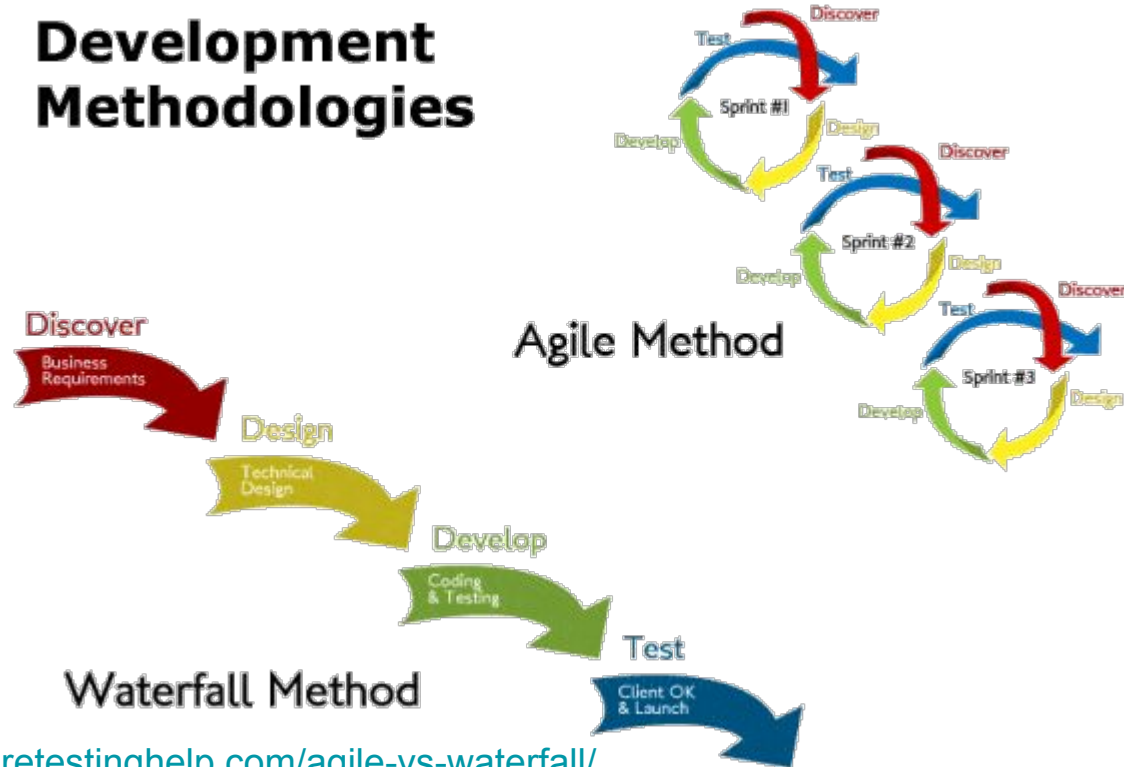 Development
Methodologies
Discover
Test
Sprint #1
Design
Develop
Discover
Test
Sprint #2
Design
Develop
Discover
Test
Sprint #3
Design
Develop
Agile Method
Discover
Business
Requirements
Design
Technical
Design
Develop
Coding
& Testing
Test
Client OK
& Launch
Waterfall Method
retestinghelp.com/agile-vs-waterfall/